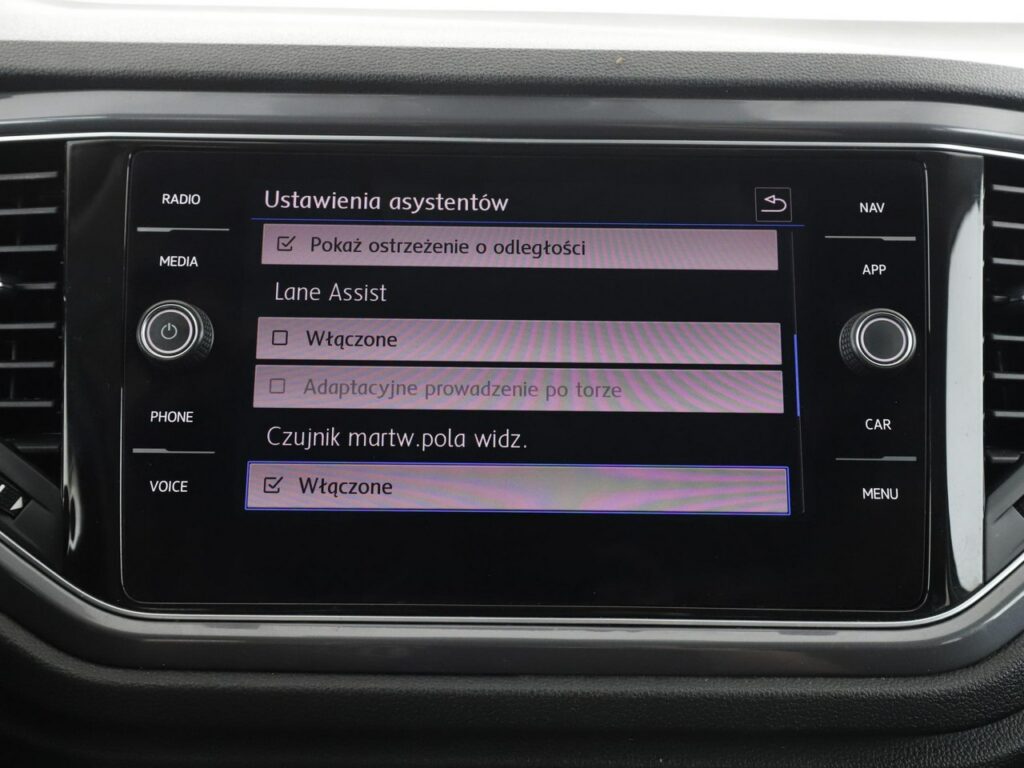 RADIO
MEDIA
PHONE
VOICE
Ustawienia asystentów
Pokaż ostrzeżenie o odległości
Lane Assist
Włączone
Adaptacyjne prowadzenie po torze
Czujnik martw.pola widz.
Włączone
NAV
APP
CAR
MENU